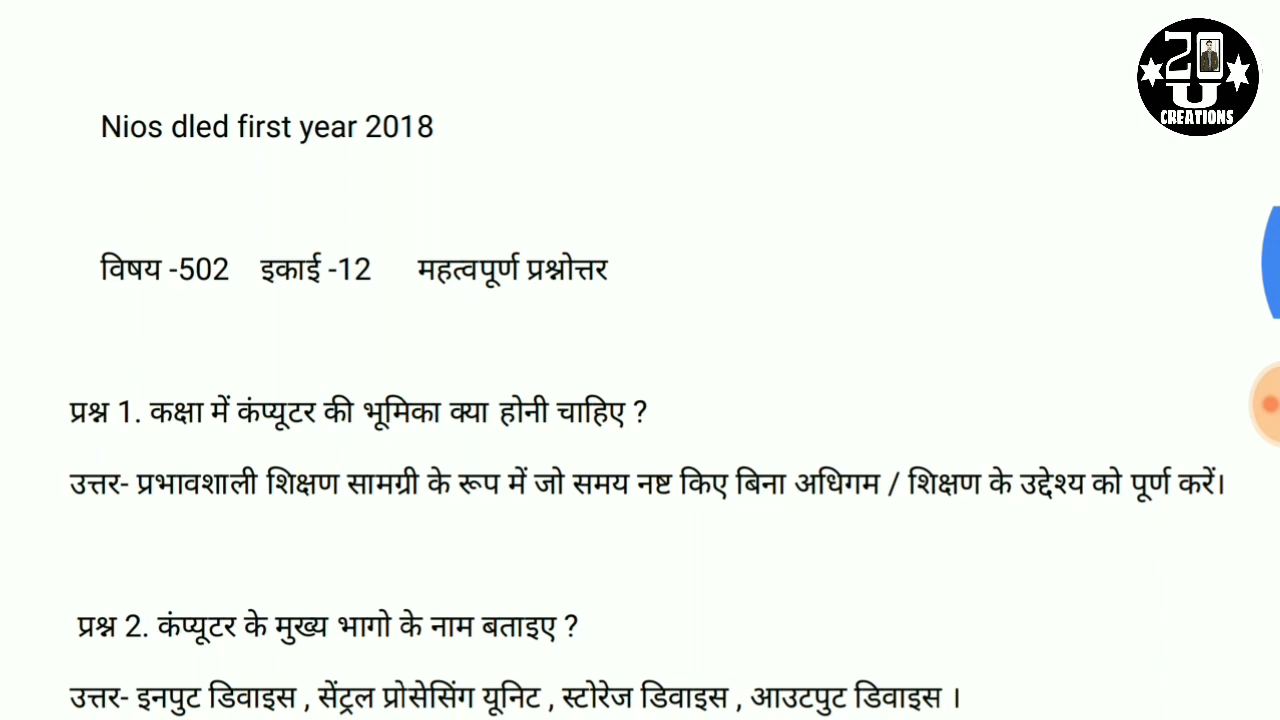 20
U
CREATIONS
Nios dled first year 2018
विषय -502 इकाई -12 महत्वपूर्ण प्रश्नोत्तर
प्रश्न 1. कक्षा में कंप्यूटर की भूमिका क्या होनी चाहिए ?
उत्तर- प्रभावशाली शिक्षण सामग्री के रूप में जो समय नष्ट किए बिना अधिगम / शिक्षण के उद्देश्य को पूर्ण करें।
प्रश्न 2. कंप्यूटर के मुख्य भागो के नाम बताइए ?
उत्तर- इनपुट डिवाइस , सेंट्रल प्रोसेसिंग यूनिट , स्टोरेज डिवाइस , आउटपुट डिवाइस ।